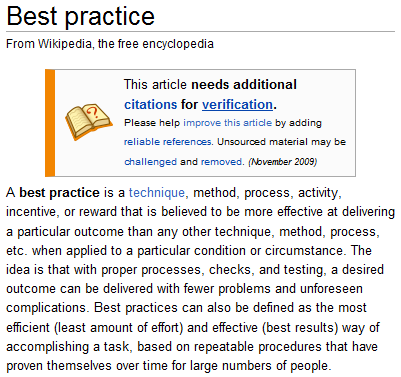 Best practice
From Wikipedia, the free encyclopedia
This article needs additional
citations for verification.
Please help improve this article by adding
reliable references. Unsourced material may be
challenged and removed. (November 2009)
A best practice is a technique, method, process, activity,
incentive, or reward that is believed to be more effective at delivering
a particular outcome than any other technique, method, process,
etc. when applied to a particular condition or circumstance. The
idea is that with proper processes, checks, and testing, a desired
outcome can be delivered with fewer problems and unforeseen
complications. Best practices can also be defined as the most
efficient (least amount of effort) and effective (best results) way of
accomplishing a task, based on repeatable procedures that have
proven themselves over time for large numbers of people.